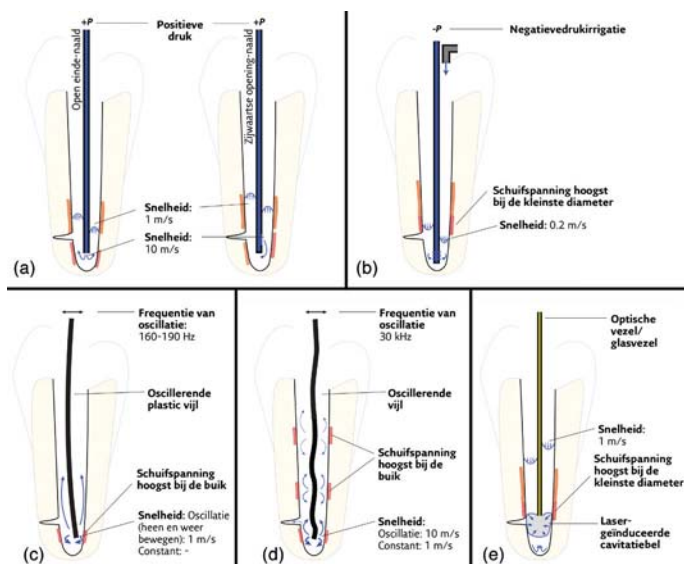 +P
Positieve
druk
+P
Open einde-naald
Zijwaartse opening-naald
Snelheid:
1 m/s
Snelheid:
10 m/s
(a)
-P
Negatievedrukirrigatie
Schuifspanning hoogst
bij de kleinste diameter
Snelheid: 0.2 m/s
(b)
Frequentie van
oscillatie:
160-190 Hz
Oscillerende
plastic vijl
Schuifspanning
hoogst bij de buik
Snelheid: Oscillatie
(heen en weer
bewegen): 1 m/s
Constant: -
(c)
Frequentie van
oscillatie
30 kHz
Oscillerende
vijl
Schuifspanning
hoogst bij de
buik
Snelheid:
Oscillatie: 10 m/s
Constant: 1 m/s
(d)
Optische
vezel/
glasvezel
Snelheid:
1 m/s
Schuifspanning
hoogst bij de
kleinste diameter
Laser-
geïnduceerde
cavitatiebel
(e)